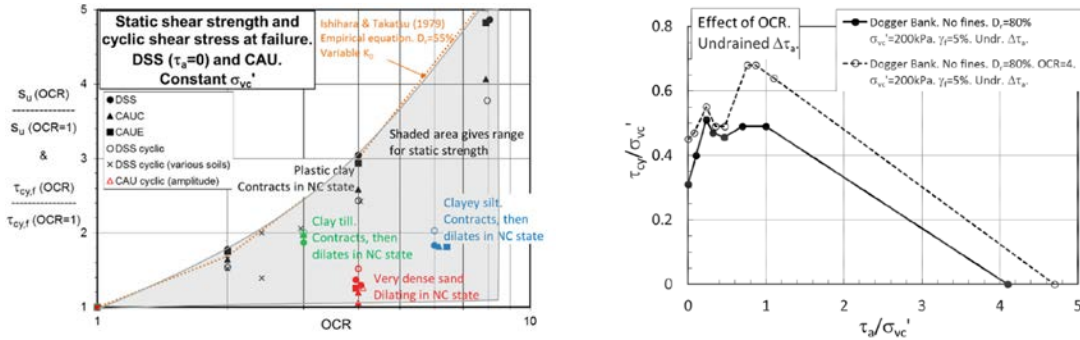 Static shear strength and
cyclic shear stress at failure.
DSS (τa=0) and CAU.
Constant σvc'
Ishihara & Takatsu (1979)
Empirical equation. Dr=55%
Variable K0
DSS
CAUC
CAUE
DSS cyclic
DSS cyclic (various soils)
CAU cyclic (amplitude)
Shaded area gives range
for static strength
Plastic clay
Contracts in NC state
Clay till.
Contracts, then
dilates in NC state
Clayey silt.
Contracts, then
dilates in NC state
Very dense sand
Dilating in NC state
su (OCR)
su (OCR=1)
&
τcy,f (OCR)
τcy,f (OCR=1)
5
4
3
2
1
1
10
OCR
Effect of OCR.
Undrained Δτa.
Dogger Bank. No fines. Dr=80%
σvc'=200kPa. γf=5%. Undr. Δτa.
Dogger Bank. No fines. Dr=80%. OCR=4.
σvc'=200kPa. γf=5%. Undr. Δτa.
τcy/σvc'
0.8
0.6
0.4
0.2
0
0
1
2
3
4
5
τa/σvc'